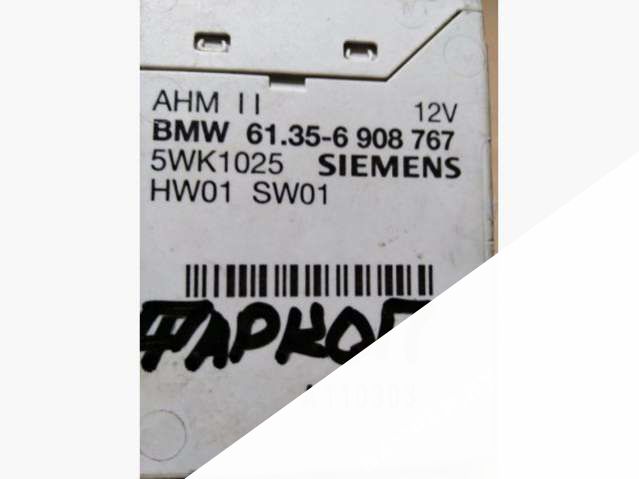 AHM II 12V
BMW 61.35-6 908 767
5WK1025 SIEMENS
HW01 SW01
ФАРКОП